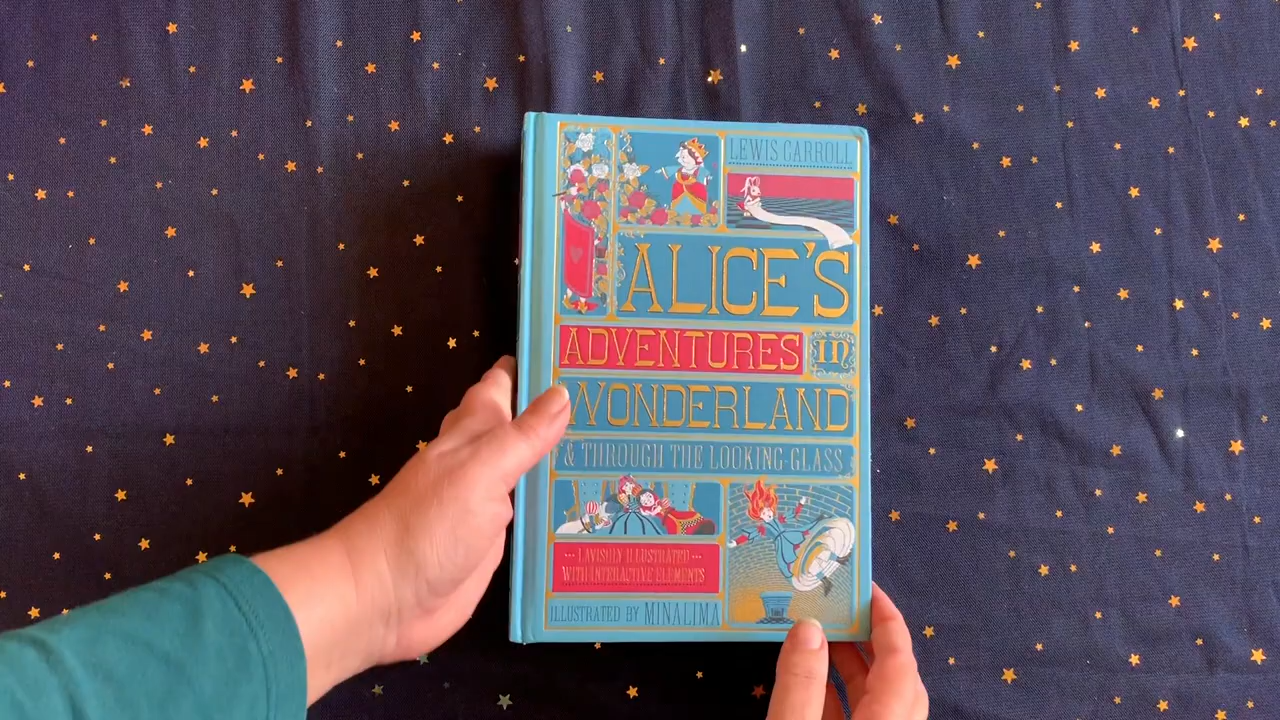 LEWIS CARROLL
ALICE'S
ADVENTURES in
WONDERLAND
& THROUGH THE LOOKING-GLASS
··· LAVISHLY ILLUSTRATED ···
WITH INTERACTIVE ELEMENTS
ILLUSTRATED BY MINALIMA